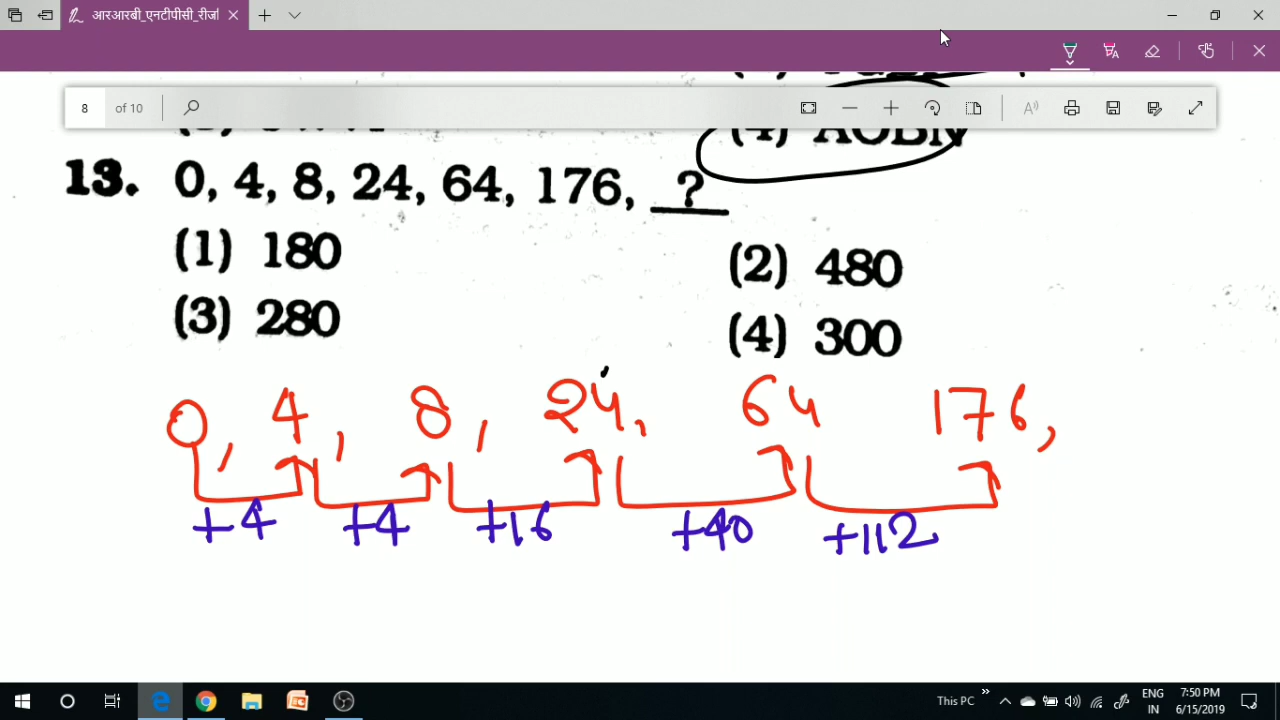 आरआरबी_एनटीपीसी_रीजा
8 of 10
(4) AOBN
13. 0, 4, 8, 24, 64, 176, ?
(1) 180 (2) 480
(3) 280 (4) 300
0, 4, 8, 24, 64 176,
+4 +4 +16 +40 +112
This PC
ENG 7:50 PM
IN 6/15/2019